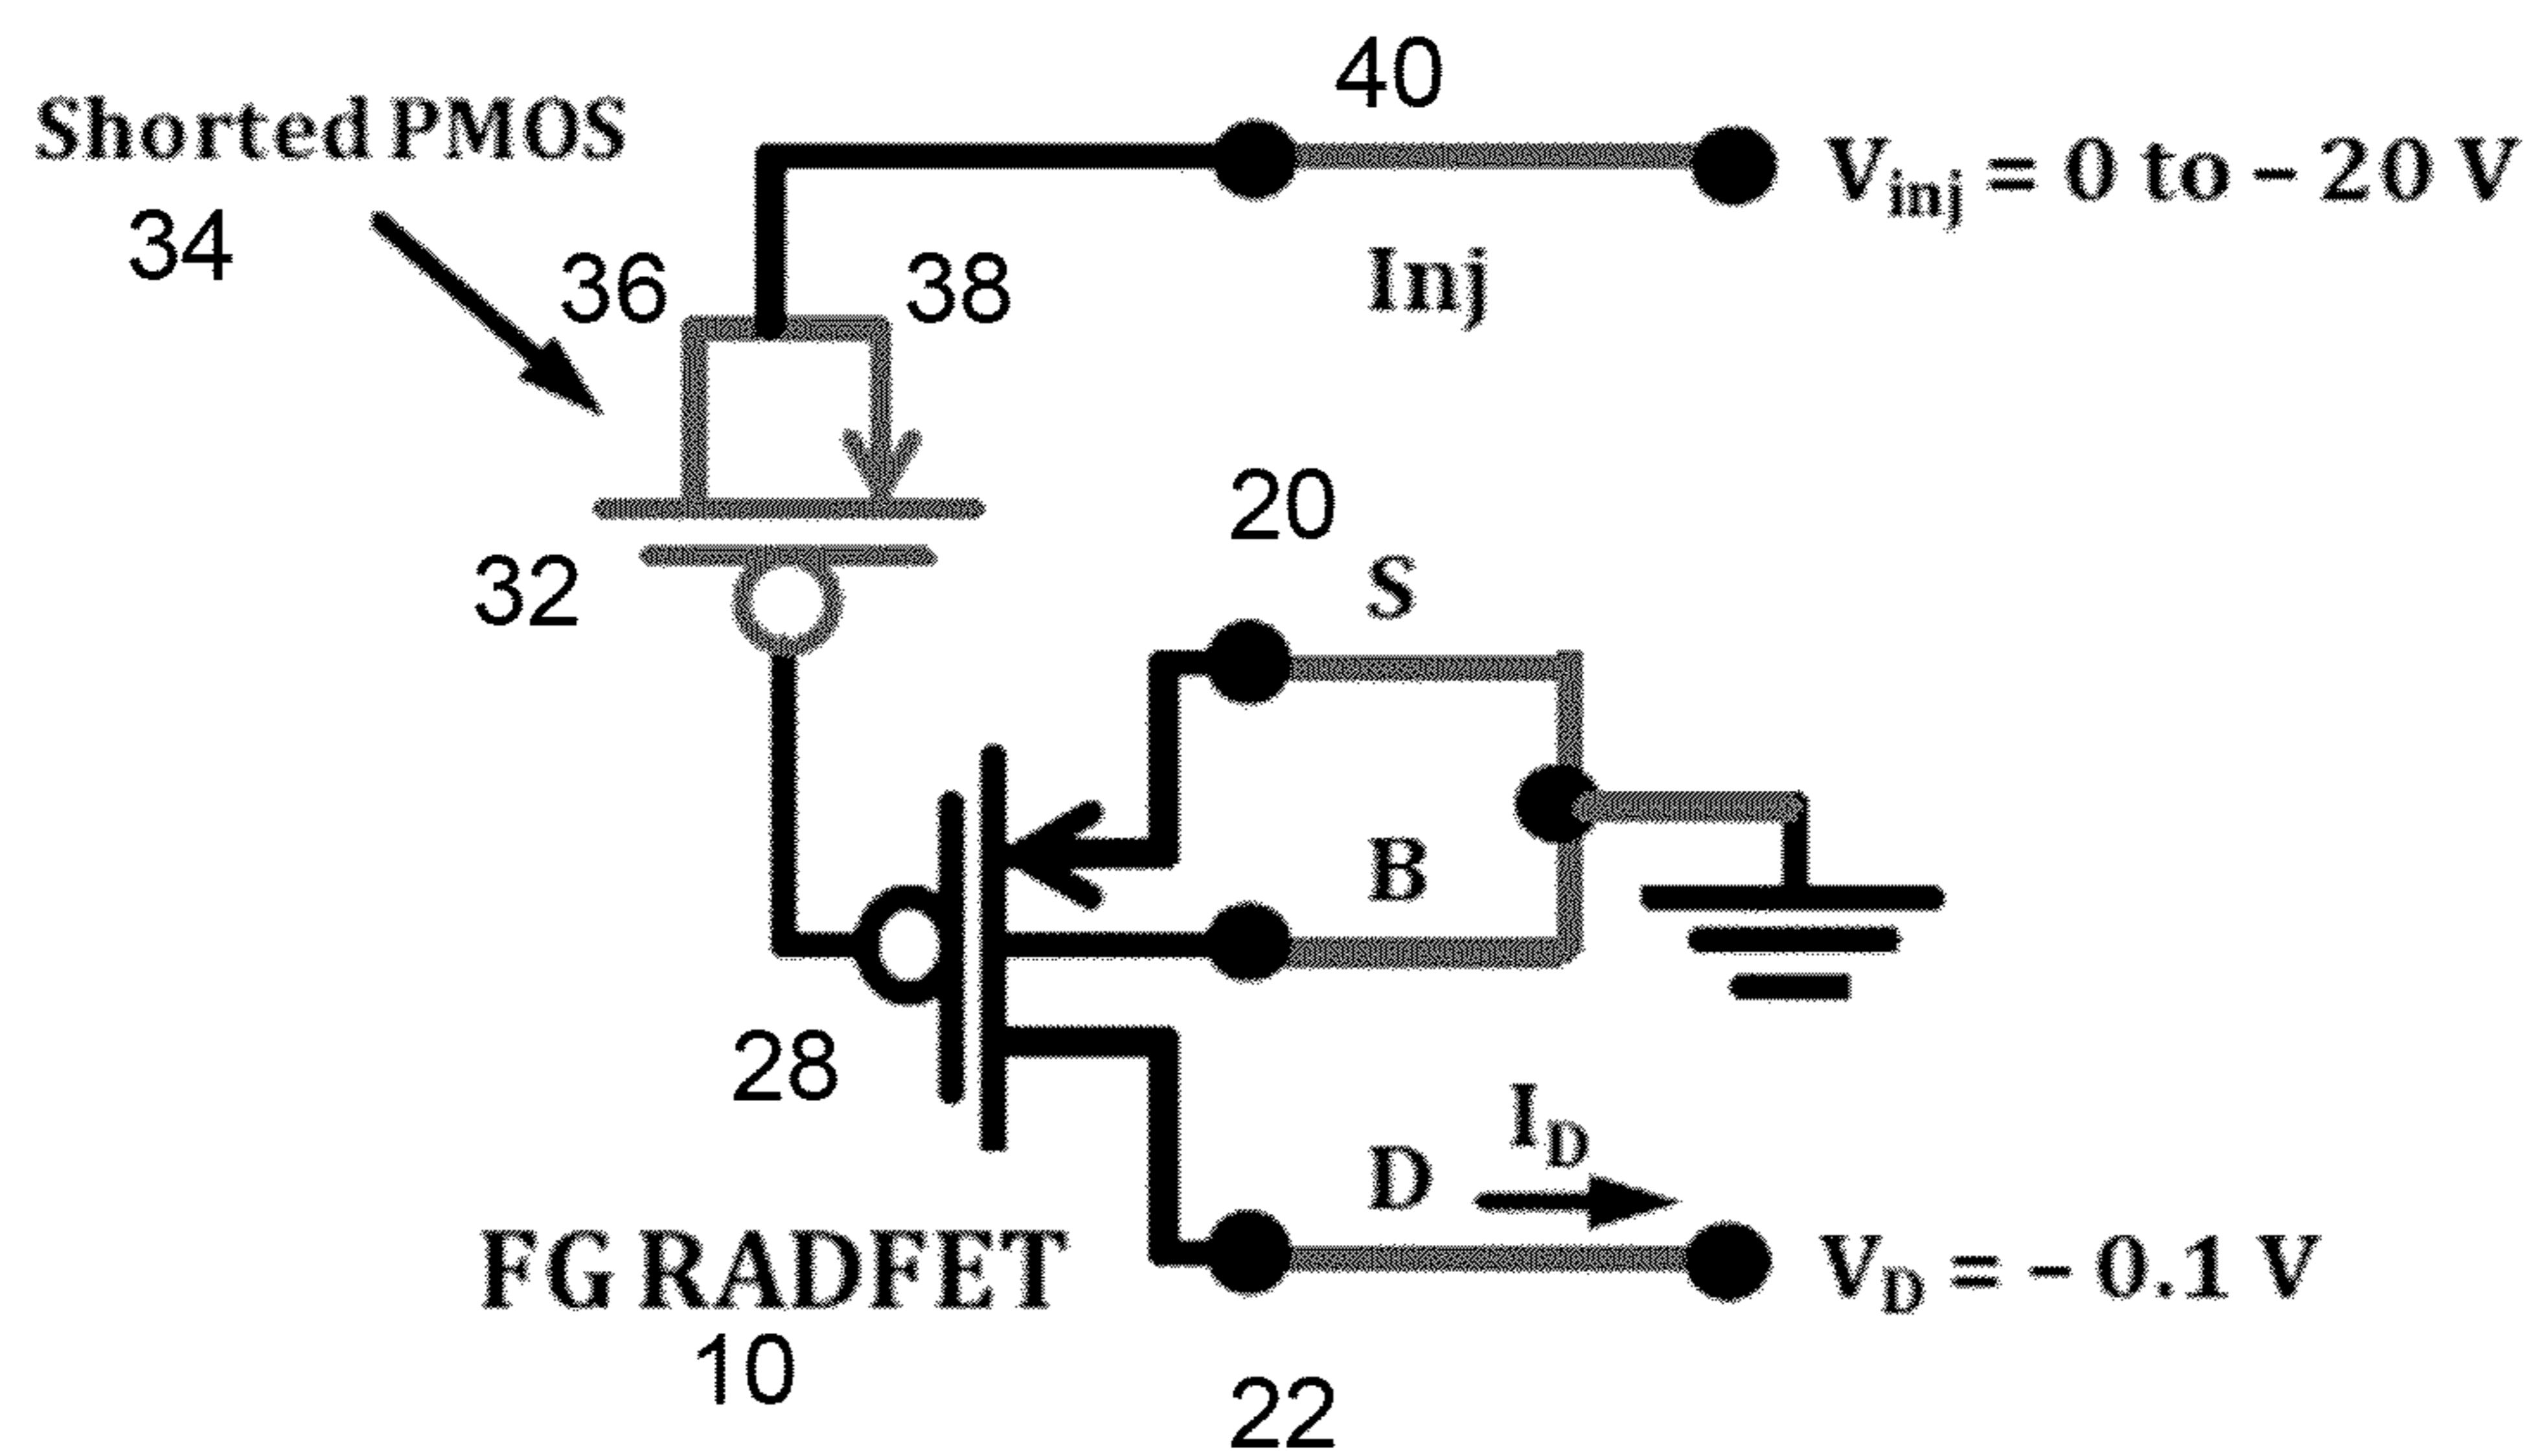 40
Shorted PMOS
V_inj = 0 to – 20 V
34
36
38
Inj
20
32
S
B
28
I_D
D
FG RADFET
V_D = – 0.1 V
10
22